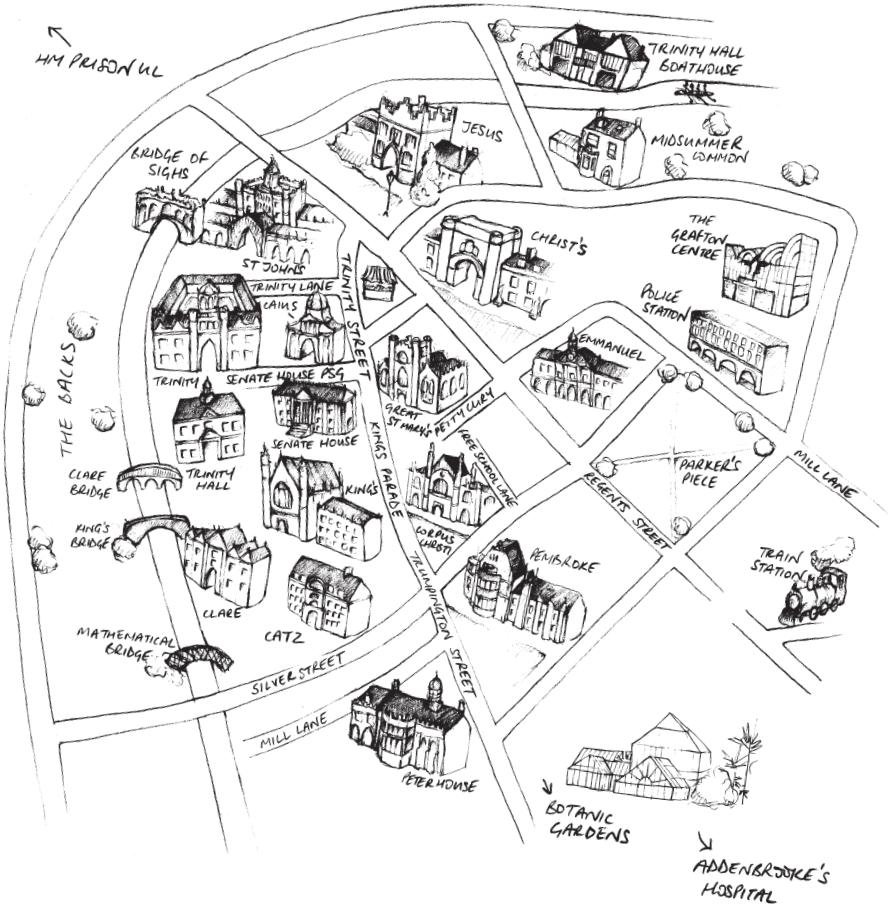 HM PRISON UL
TRINITY HALL
BOATHOUSE
JESUS
MIDSUMMER
COMMON
BRIDGE OF
SIGHS
ST JOHN'S
CHRIST'S
THE
GRAFTON
CENTRE
TRINITY LANE
TRINITY STREET
CAIUS
POLICE
STATION
EMMANUEL
THE BACKS
TRINITY
SENATE HOUSE PSG
GREAT
ST MARY'S
PETTY CURY
SENATE HOUSE
KINGS PARADE
FREE SCHOOL LANE
TRINITY
HALL
CLARE
BRIDGE
KING'S
CORPUS
CHRISTI
REGENTS STREET
PARKER'S
PIECE
MILL LANE
KING'S
BRIDGE
CLARE
CATZ
TRUMPINGTON STREET
PEMBROKE
TRAIN
STATION
MATHEMATICAL
BRIDGE
SILVER STREET
MILL LANE
PETERHOUSE
BOTANIC
GARDENS
ADDENBROOKE'S
HOSPITAL